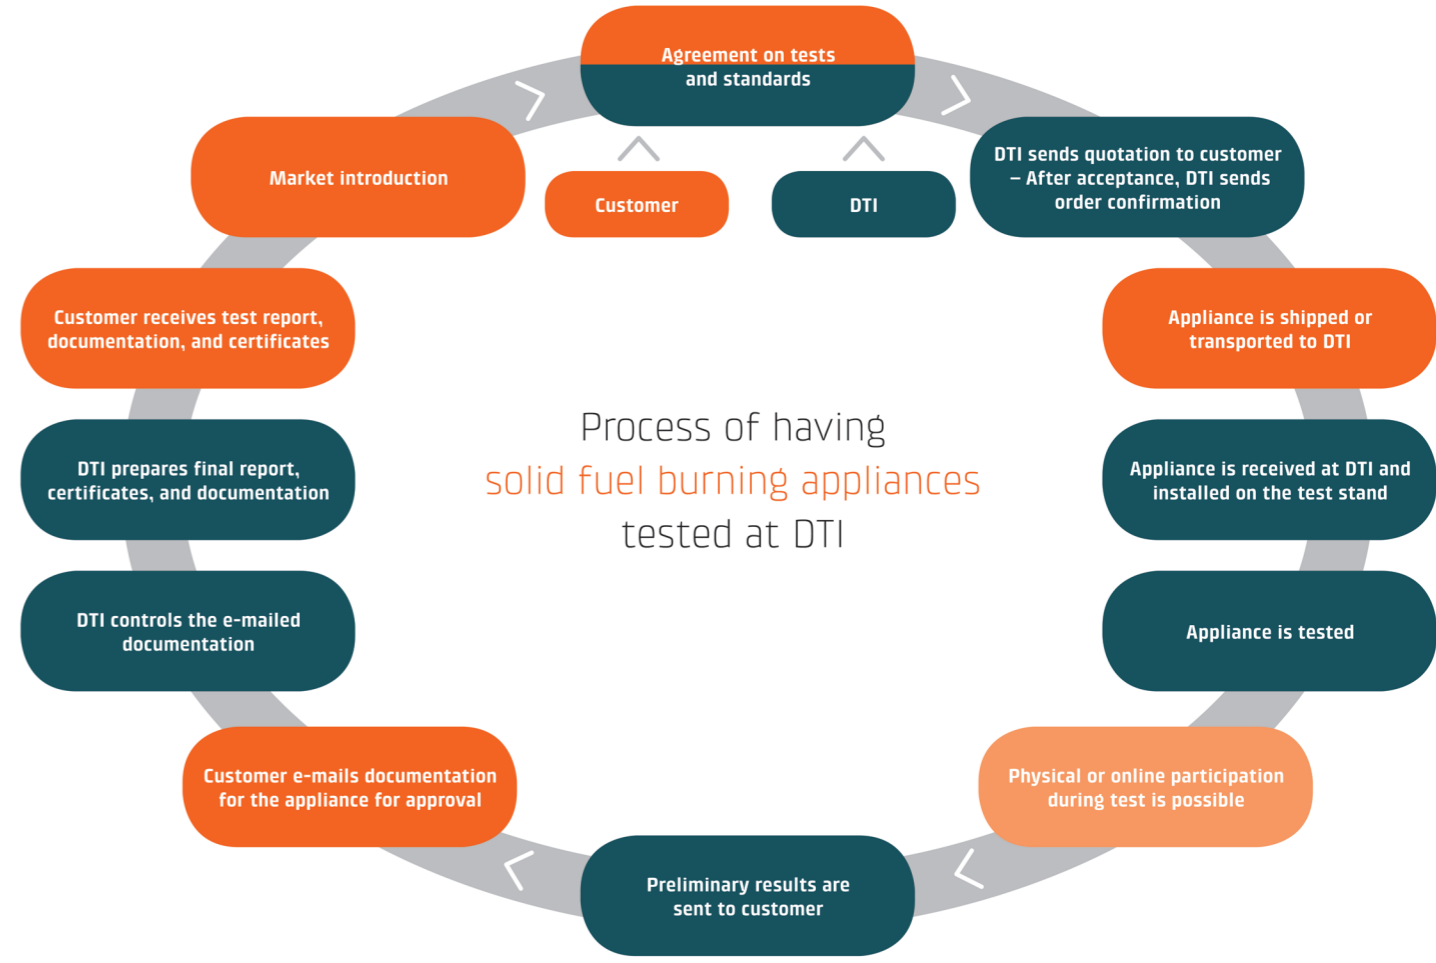 Agreement on tests
and standards
DTI sends quotation to customer
– After acceptance, DTI sends
order confirmation
Appliance is shipped or
transported to DTI
Appliance is received at DTI and
installed on the test stand
Appliance is tested
Physical or online participation
during test is possible
Preliminary results are
sent to customer
Customer e-mails documentation
for the appliance for approval
DTI controls the e-mailed
documentation
DTI prepares final report,
certificates, and documentation
Customer receives test report,
documentation, and certificates
Market introduction
Customer
DTI
Process of having
solid fuel burning appliances
tested at DTI